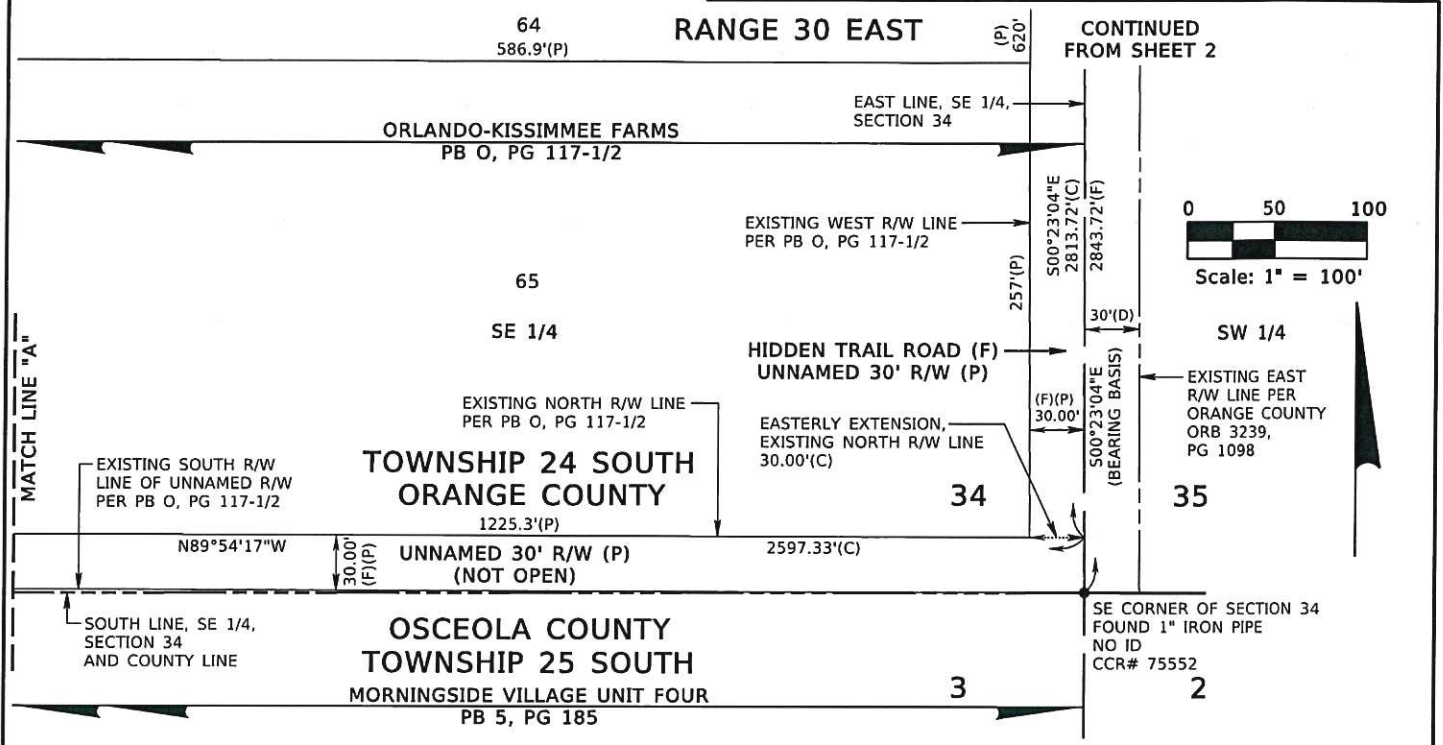 64
586.9'(P)
RANGE 30 EAST
(P)
620'
CONTINUED
FROM SHEET 2
EAST LINE, SE 1/4,
SECTION 34
ORLANDO-KISSIMMEE FARMS
PB O, PG 117-1/2
EXISTING WEST R/W LINE
PER PB O, PG 117-1/2
257'(P)
S00°23'04"E
2813.72'(C)
2843.72'(F)
0 50 100
Scale: 1" = 100'
65
SE 1/4
30'(D)
SW 1/4
HIDDEN TRAIL ROAD (F)
UNNAMED 30' R/W (P)
MATCH LINE "A"
EXISTING NORTH R/W LINE
PER PB O, PG 117-1/2
(F)(P)
30.00'
S00°23'04"E
(BEARING BASIS)
EXISTING EAST
R/W LINE PER
ORANGE COUNTY
ORB 3239,
PG 1098
EASTERLY EXTENSION,
EXISTING NORTH R/W LINE
30.00'(C)
EXISTING SOUTH R/W
LINE OF UNNAMED R/W
PER PB O, PG 117-1/2
TOWNSHIP 24 SOUTH
ORANGE COUNTY
34
35
1225.3'(P)
N89°54'17"W
30.00'
(F)(P)
UNNAMED 30' R/W (P)
(NOT OPEN)
2597.33'(C)
SOUTH LINE, SE 1/4,
SECTION 34
AND COUNTY LINE
OSCEOLA COUNTY
TOWNSHIP 25 SOUTH
SE CORNER OF SECTION 34
FOUND 1" IRON PIPE
NO ID
CCR# 75552
MORNINGSIDE VILLAGE UNIT FOUR
PB 5, PG 185
3
2